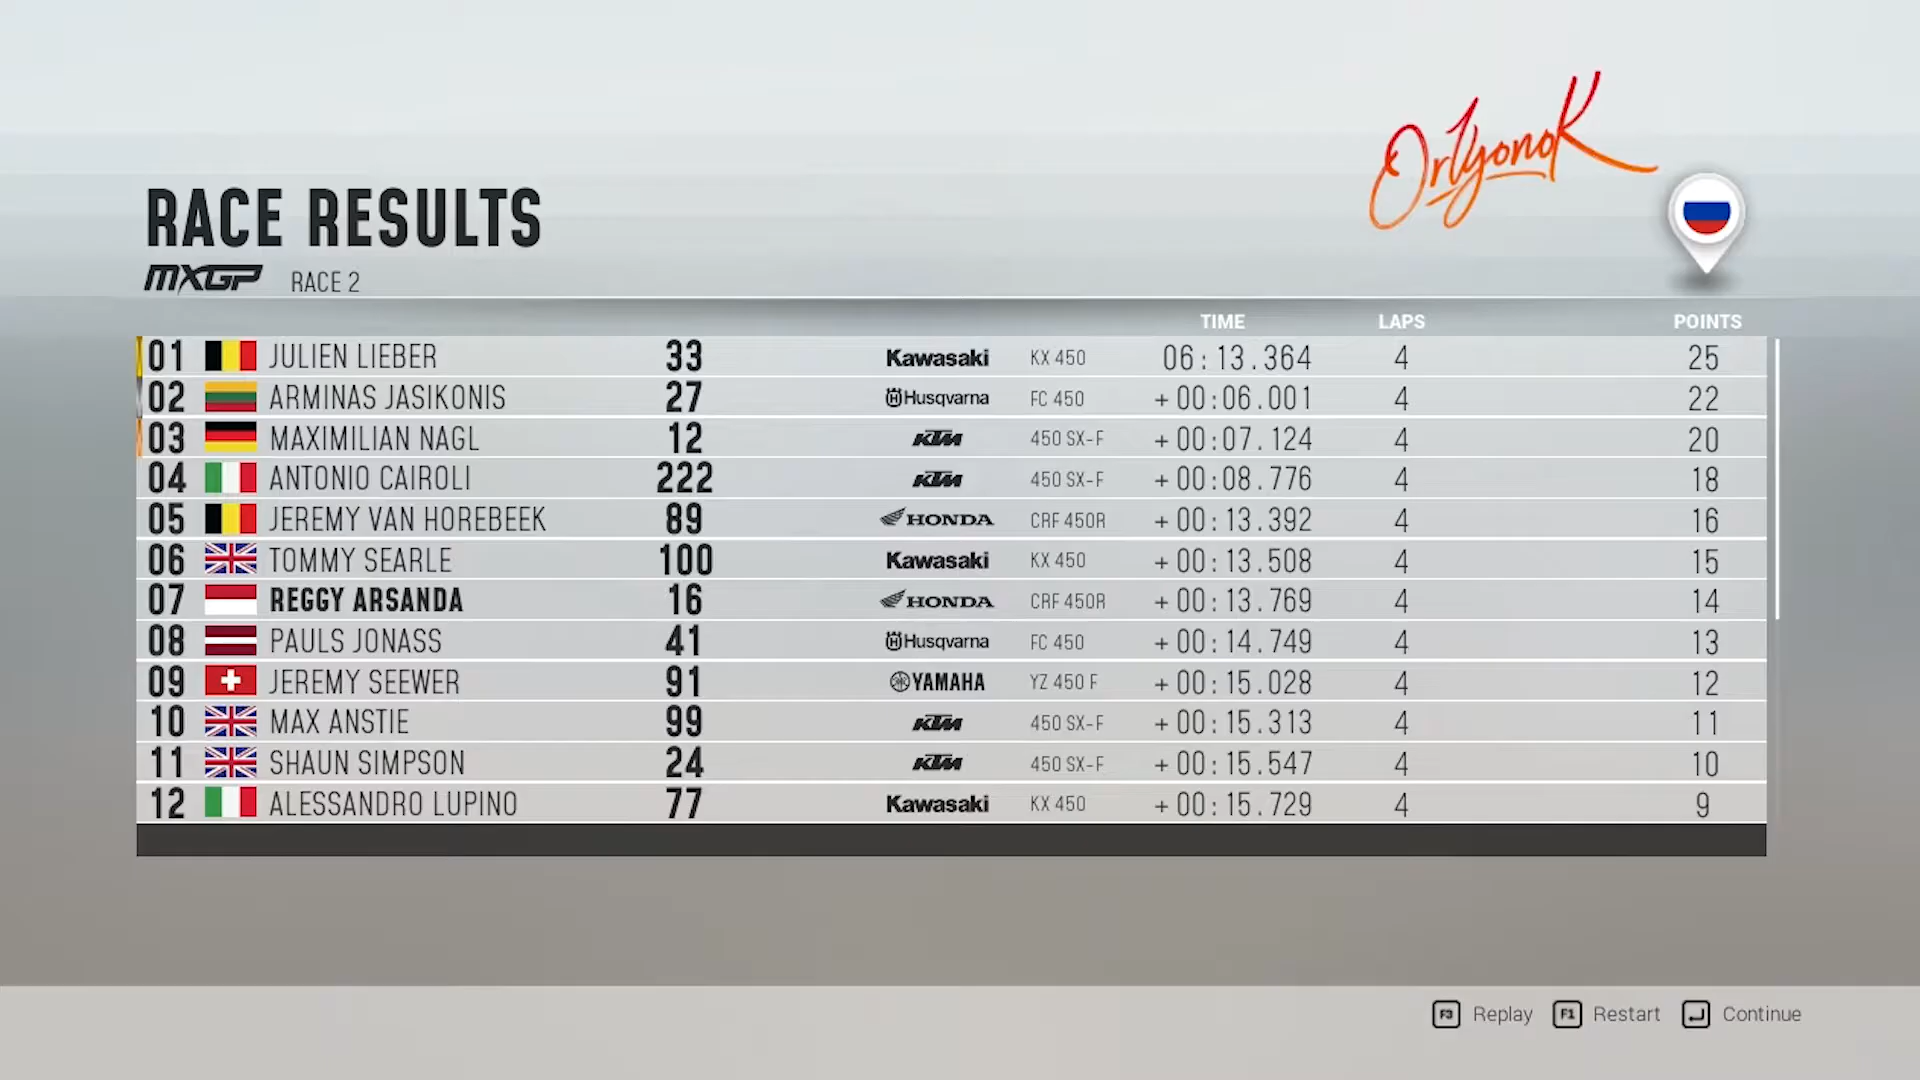 Orlyonok
RACE RESULTS
MXGP RACE 2
TIME LAPS POINTS
01 JULIEN LIEBER 33 Kawasaki KX 450 06:13.364 4 25
02 ARMINAS JASIKONIS 27 Husqvarna FC 450 +00:06.001 4 22
03 MAXIMILIAN NAGL 12 KTM 450 SX-F +00:07.124 4 20
04 ANTONIO CAIROLI 222 KTM 450 SX-F +00:08.776 4 18
05 JEREMY VAN HOREBEEK 89 HONDA CRF 450R +00:13.392 4 16
06 TOMMY SEARLE 100 Kawasaki KX 450 +00:13.508 4 15
07 REGGY ARSANDA 16 HONDA CRF 450R +00:13.769 4 14
08 PAULS JONASS 41 Husqvarna FC 450 +00:14.749 4 13
09 JEREMY SEEWER 91 YAMAHA YZ 450 F +00:15.028 4 12
10 MAX ANSTIE 99 KTM 450 SX-F +00:15.313 4 11
11 SHAUN SIMPSON 24 KTM 450 SX-F +00:15.547 4 10
12 ALESSANDRO LUPINO 77 Kawasaki KX 450 +00:15.729 4 9
F3 Replay F1 Restart Continue